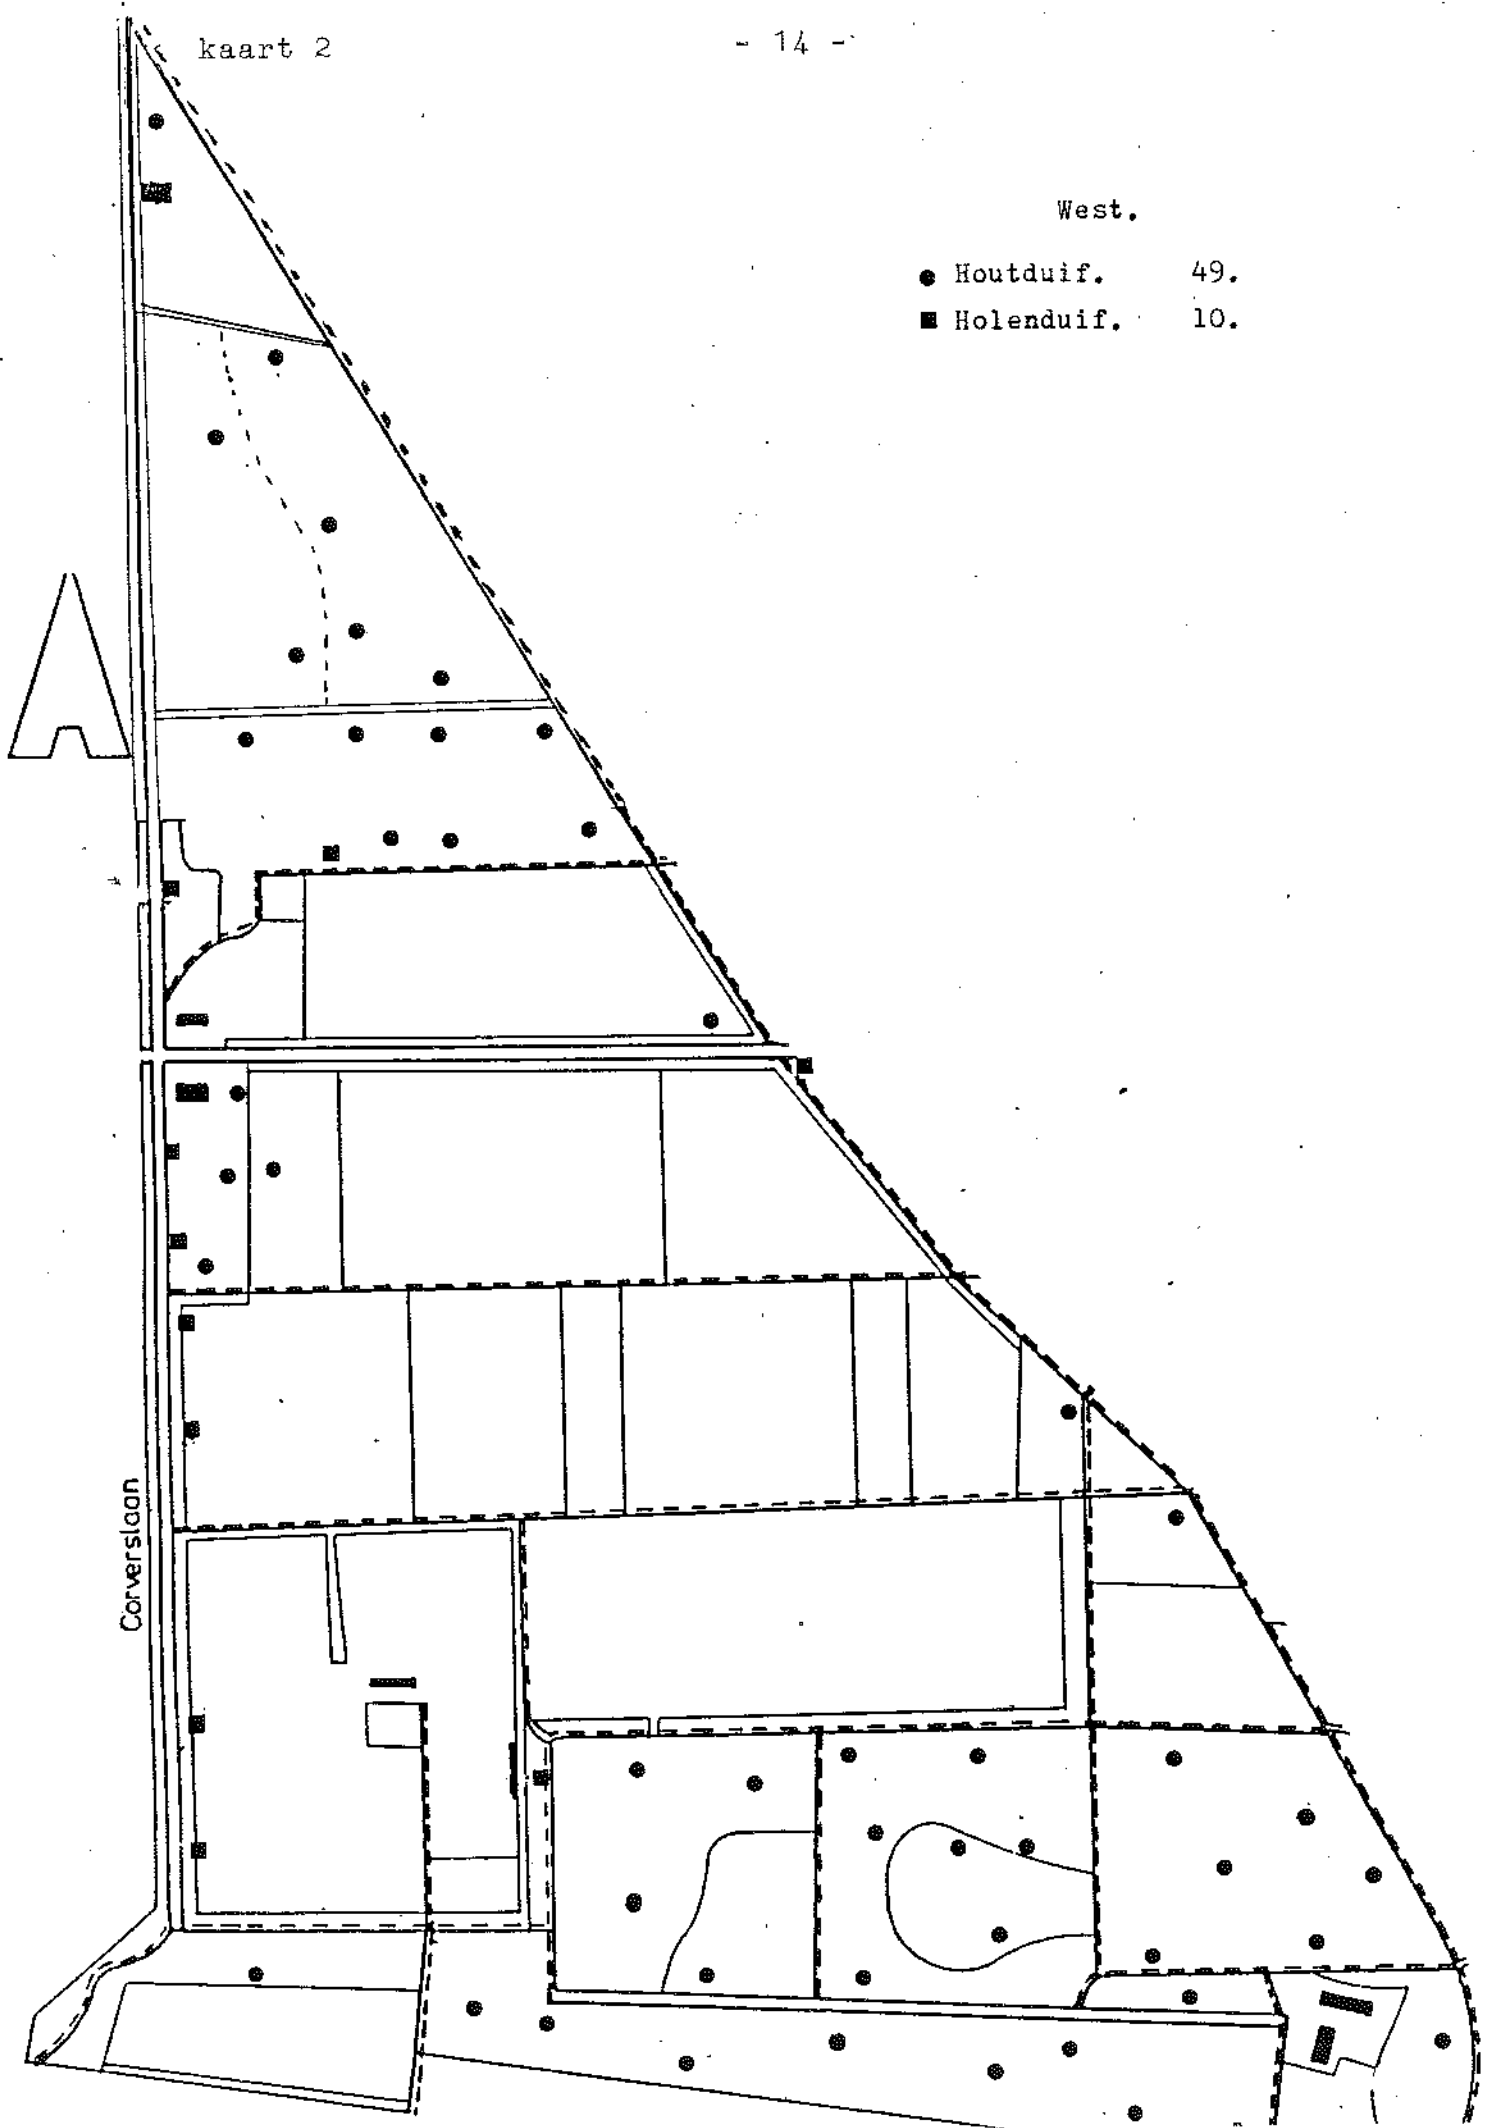 kaart 2
- 14 -
West.
Houtduif. 49.
Holenduif. 10.
Corverslaan